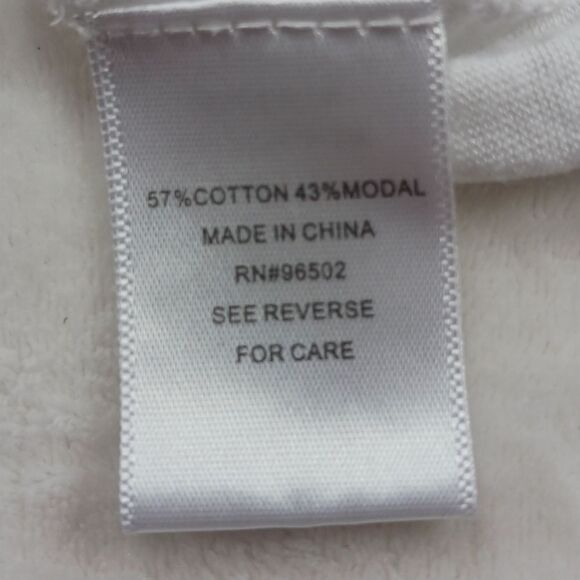 57%COTTON 43%MODAL
MADE IN CHINA
RN#96502
SEE REVERSE
FOR CARE